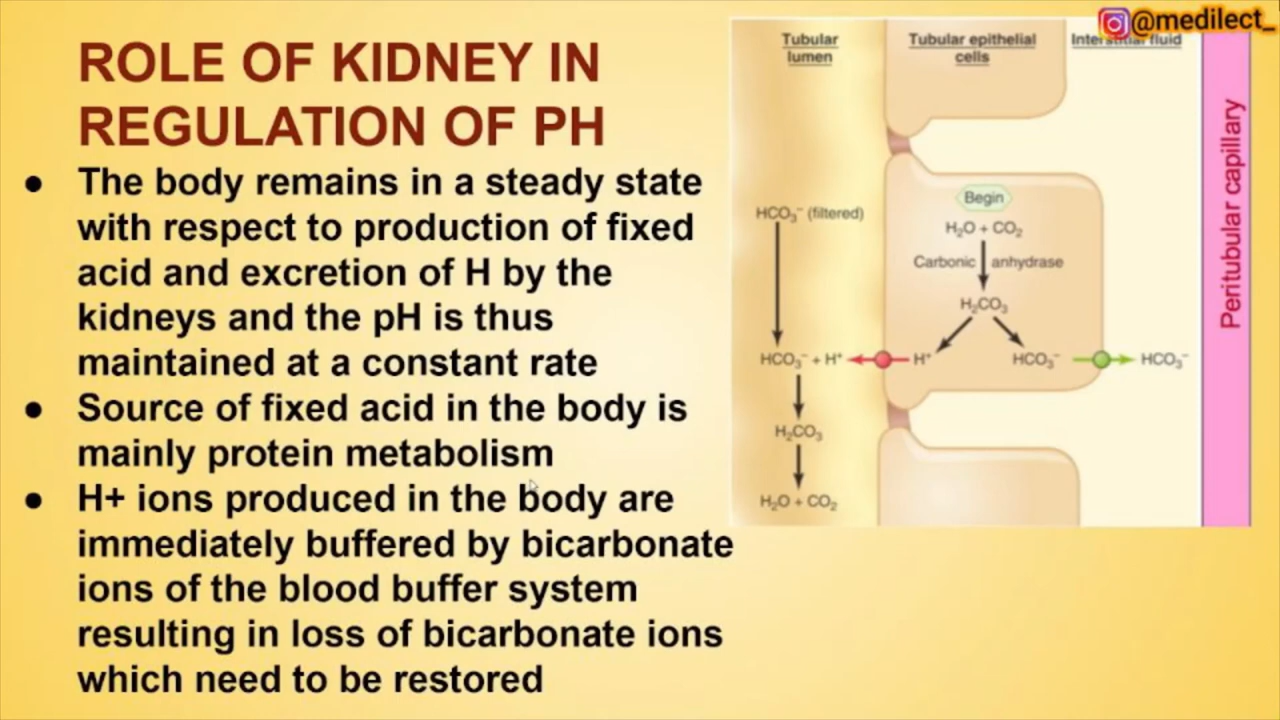 @medilect_
ROLE OF KIDNEY IN
REGULATION OF PH
● The body remains in a steady state
with respect to production of fixed
acid and excretion of H by the
kidneys and the pH is thus
maintained at a constant rate
● Source of fixed acid in the body is
mainly protein metabolism
● H+ ions produced in the body are
immediately buffered by bicarbonate
ions of the blood buffer system
resulting in loss of bicarbonate ions
which need to be restored
Tubular
lumen
Tubular epithelial
cells
Interstitial fluid
Peritubular capillary
Begin
HCO₃⁻ (filtered)
H₂O + CO₂
Carbonic anhydrase
H₂CO₃
HCO₃⁻ + H⁺
H⁺
HCO₃⁻
HCO₃⁻
H₂CO₃
H₂O + CO₂